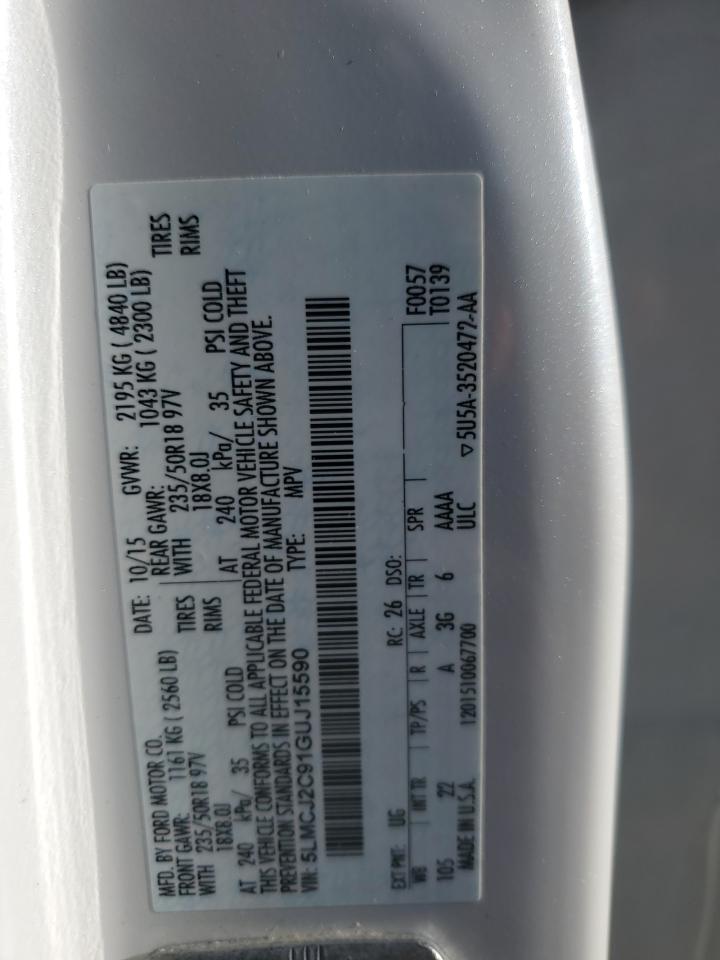 MFD. BY FORD MOTOR CO.
DATE: 10/15 GVWR: 2195 KG ( 4840 LB)
FRONT GAWR: 1161 KG ( 2560 LB) REAR GAWR: 1043 KG ( 2300 LB)
WITH 235/50R18 97V TIRES WITH 235/50R18 97V TIRES
18X8.0J RIMS 18X8.0J RIMS
AT 240 kPa/ 35 PSI COLD AT 240 kPa/ 35 PSI COLD
THIS VEHICLE CONFORMS TO ALL APPLICABLE FEDERAL MOTOR VEHICLE SAFETY AND THEFT
PREVENTION STANDARDS IN EFFECT ON THE DATE OF MANUFACTURE SHOWN ABOVE.
VIN: 5LMCJ2C91GUJ15590 TYPE: MPV
F0057
EXT PNT: UG RC: 26 DSO: T0139
WB INT TR TP/PS R AXLE TR SPR
105 22 A 3G 6 AAAA
MADE IN U.S.A. 1201510067700 ULC ▽5U5A-3520472-AA